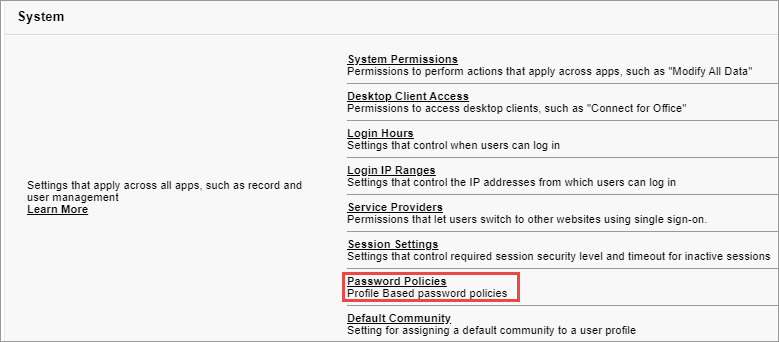 System
Settings that apply across all apps, such as record and
user management
Learn More
System Permissions
Permissions to perform actions that apply across apps, such as "Modify All Data"
Desktop Client Access
Permissions to access desktop clients, such as "Connect for Office"
Login Hours
Settings that control when users can log in
Login IP Ranges
Settings that control the IP addresses from which users can log in
Service Providers
Permissions that let users switch to other websites using single sign-on.
Session Settings
Settings that control required session security level and timeout for inactive sessions
Password Policies
Profile Based password policies
Default Community
Setting for assigning a default community to a user profile